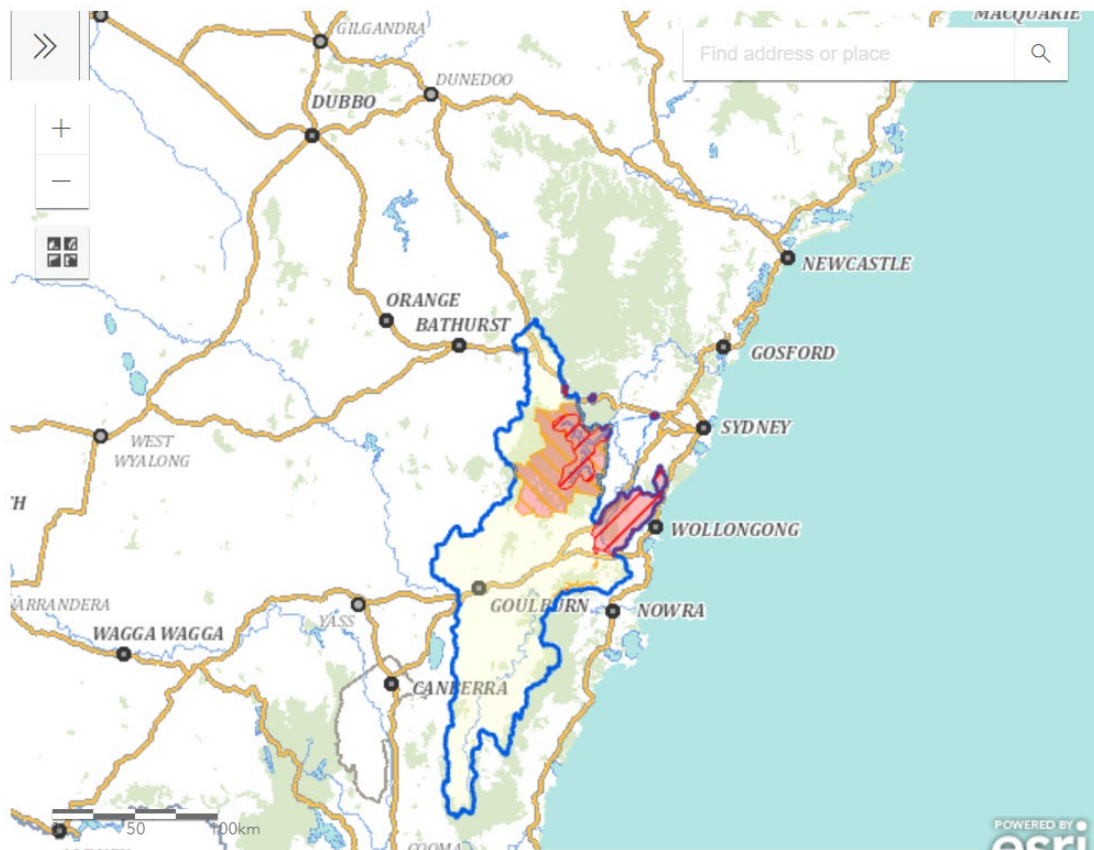 MACQUARIE
GILGANDRA
Find address or place
DUNEDOO
DUBBO
NEWCASTLE
ORANGE
BATHURST
GOSFORD
SYDNEY
WEST
WYALONG
TH
WOLLONGONG
GOULBURN
NOWRA
YASS
WAGGA WAGGA
CANBERRA
50
100km
POWERED BY
esri
COOMA